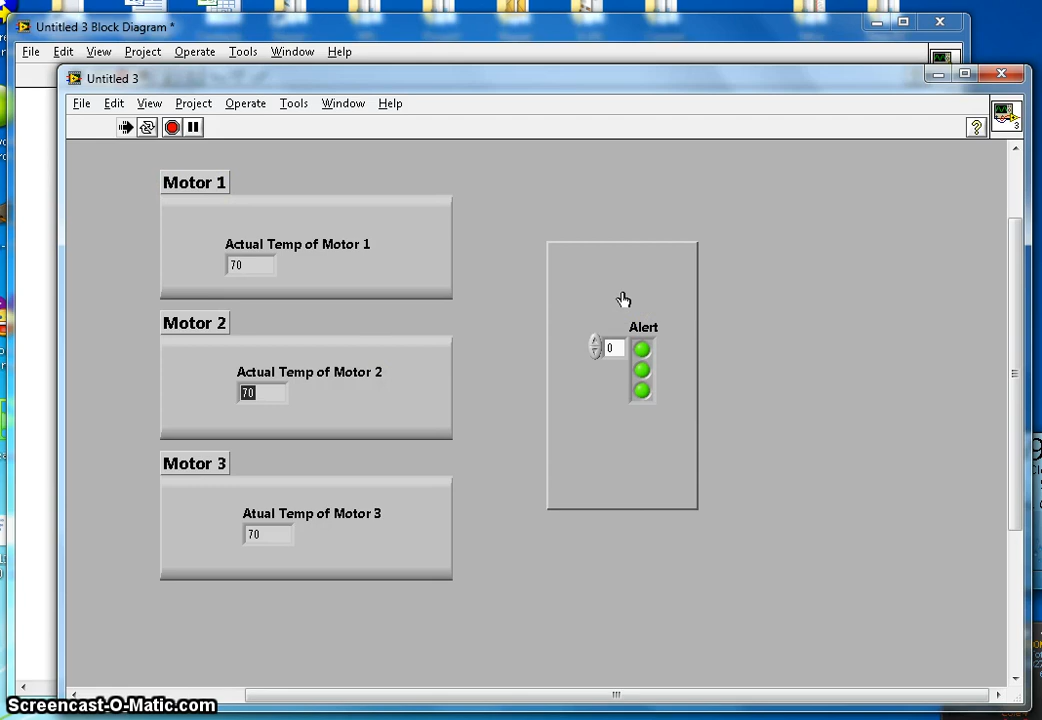 Untitled 3 Block Diagram *
File Edit View Project Operate Tools Window Help
Untitled 3
File Edit View Project Operate Tools Window Help
?
3
Motor 1
Actual Temp of Motor 1
70
Motor 2
Actual Temp of Motor 2
70
Motor 3
Atual Temp of Motor 3
70
Alert
0
Screencast-O-Matic.com